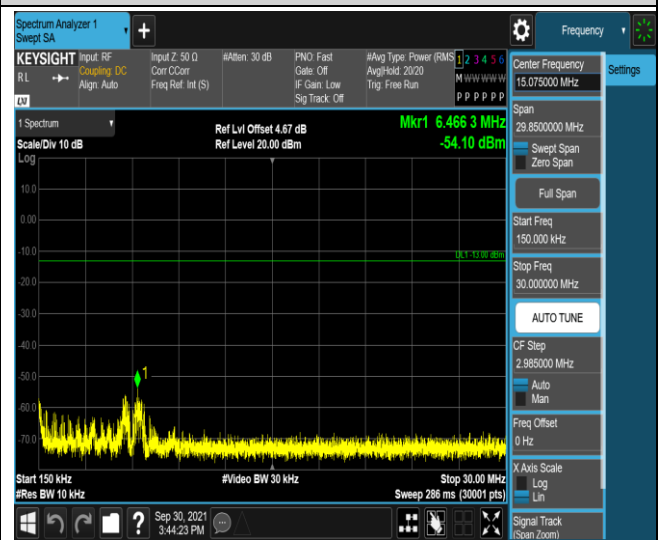 Spectrum Analyzer 1
Swept SA
+
Frequency
KEYSIGHT
RL
LXI
Input: RF
Coupling: DC
Align: Auto
Input Z: 50 Ω
Corr CCorr
Freq Ref: Int (S)
#Atten: 30 dB
PNO: Fast
Gate: Off
IF Gain: Low
Sig Track: Off
#Avg Type: Power (RMS
Avg|Hold: 20/20
Trig: Free Run
1 2 3 4 5 6
M W W W W W
P P P P P P
1 Spectrum
Scale/Div 10 dB
Log
Ref Lvl Offset 4.67 dB
Ref Level 20.00 dBm
Mkr1 6.466 3 MHz
-54.10 dBm
10.0
0.00
-10.0
DL1 -13.00 dBm
-20.0
-30.0
-40.0
-50.0
1
-60.0
-70.0
Start 150 kHz
#Res BW 10 kHz
#Video BW 30 kHz
Stop 30.00 MHz
Sweep 286 ms (30001 pts)
?
Sep 30, 2021
3:44:23 PM
Center Frequency
15.075000 MHz
Settings
Span
29.8500000 MHz
Swept Span
Zero Span
Full Span
Start Freq
150.000 kHz
Stop Freq
30.000000 MHz
AUTO TUNE
CF Step
2.985000 MHz
Auto
Man
Freq Offset
0 Hz
X Axis Scale
Log
Lin
Signal Track
(Span Zoom)